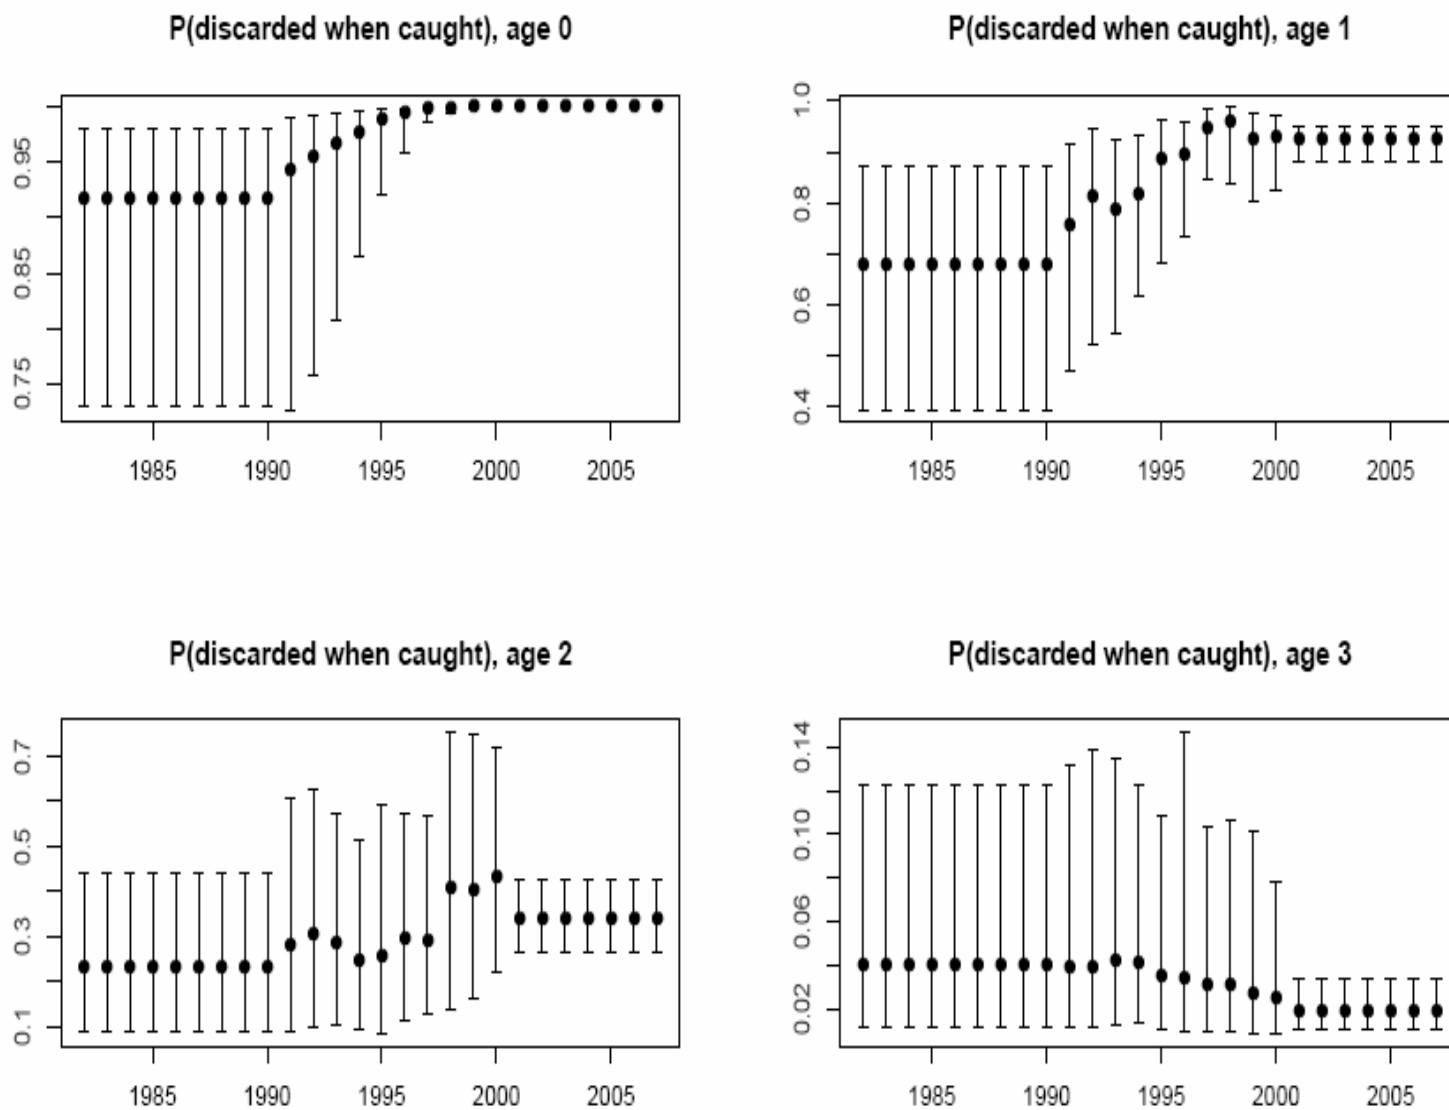 P(discarded when caught), age 0
0.95
0.85
0.75
1985 1990 1995 2000 2005
P(discarded when caught), age 1
1.0
0.8
0.6
0.4
1985 1990 1995 2000 2005
P(discarded when caught), age 2
0.7
0.5
0.3
0.1
1985 1990 1995 2000 2005
P(discarded when caught), age 3
0.14
0.10
0.06
0.02
1985 1990 1995 2000 2005